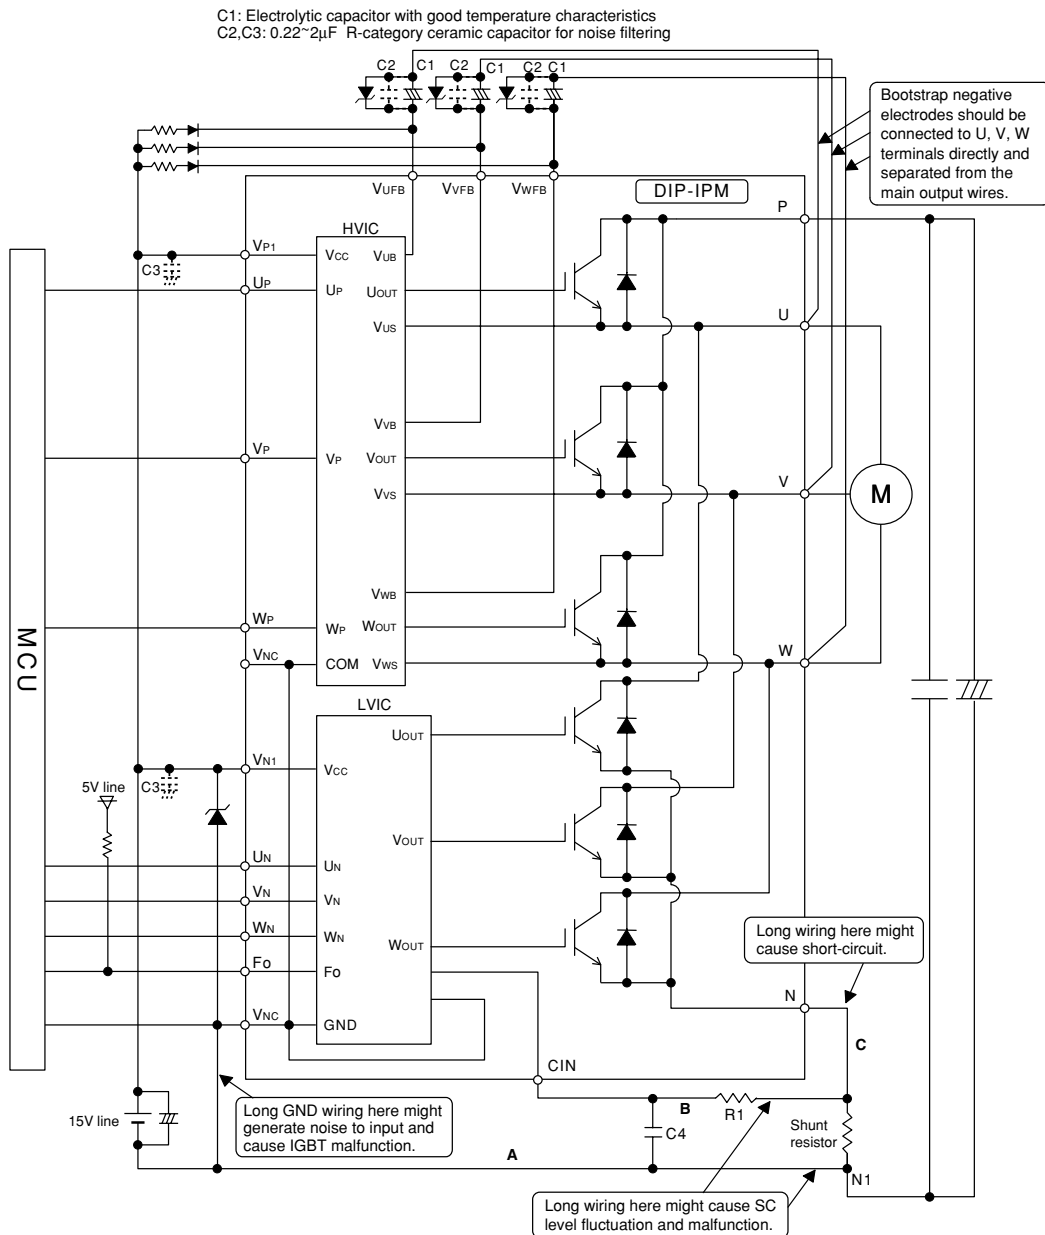 C1: Electrolytic capacitor with good temperature characteristics
C2,C3: 0.22~2μF R-category ceramic capacitor for noise filtering
C2 C1 C2 C1 C2 C1
Bootstrap negative
electrodes should be
connected to U, V, W
terminals directly and
separated from the
main output wires.
VUFB VVFB VWFB
DIP-IPM
P
HVIC
VP1
VCC
VUB
C3
UP
UP
UOUT
VUS
U
VVB
VP
VP
VOUT
VVS
V
M
VWB
WP
WP
WOUT
VNC
COM
VWS
W
MCU
LVIC
UOUT
VN1
VCC
C3
5V line
VOUT
UN
UN
VN
VN
WN
WN
WOUT
Fo
Fo
Long wiring here might
cause short-circuit.
VNC
GND
N
C
CIN
15V line
Long GND wiring here might
generate noise to input and
cause IGBT malfunction.
B
R1
C4
Shunt
resistor
A
N1
Long wiring here might cause SC
level fluctuation and malfunction.